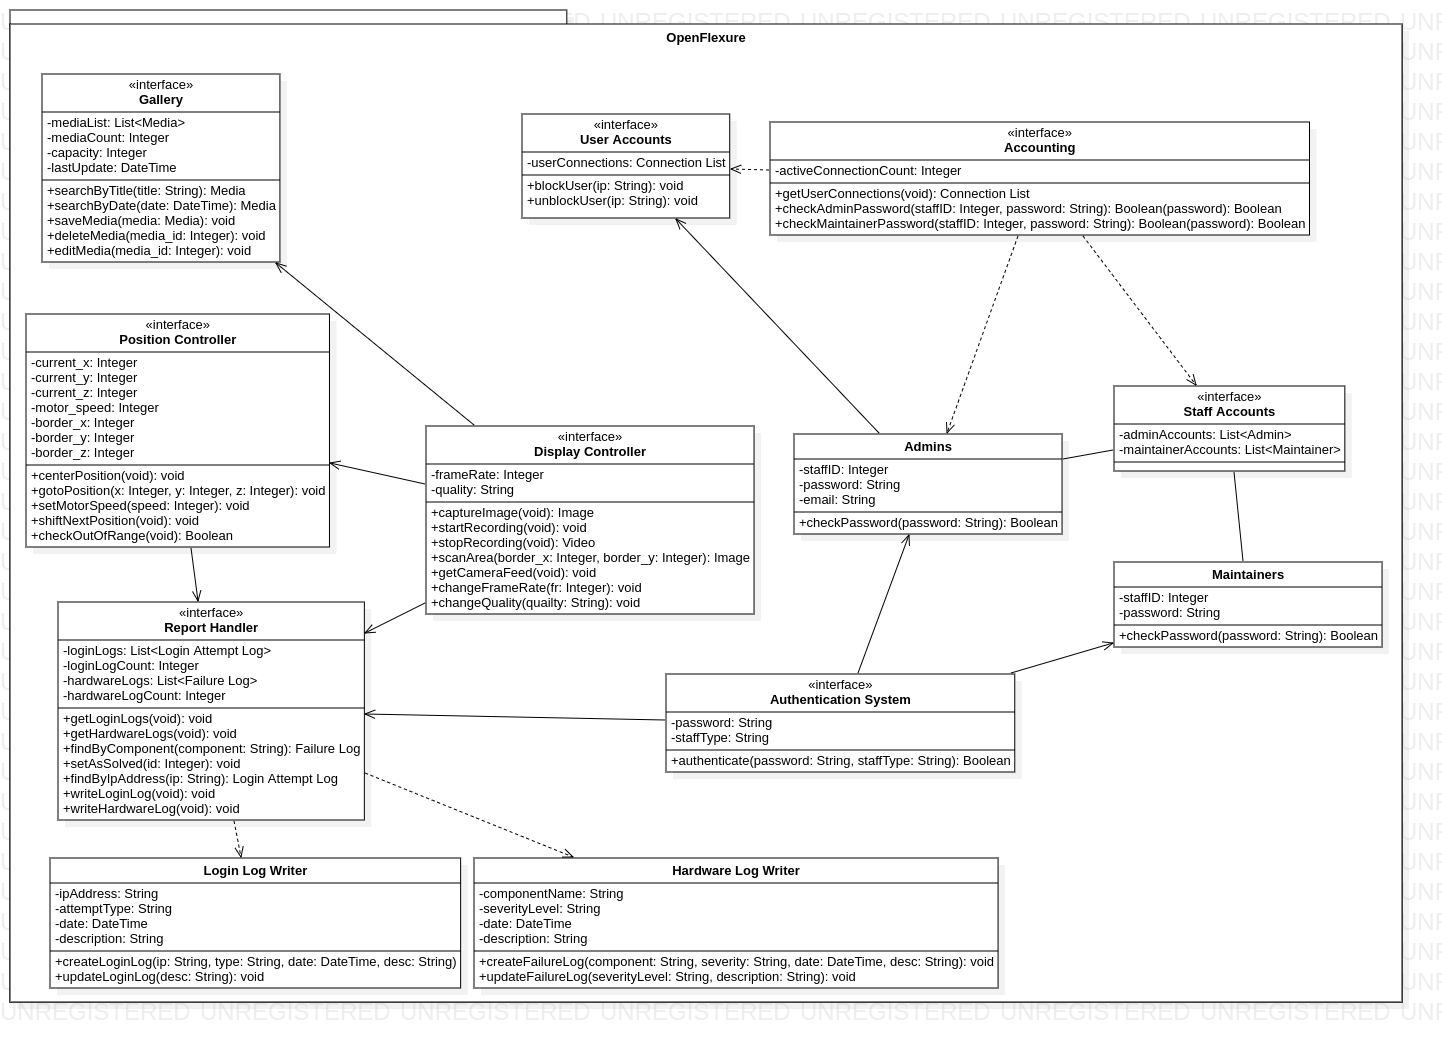 OpenFlexure
«interface»
Gallery
-mediaList: List<Media>
-mediaCount: Integer
-capacity: Integer
-lastUpdate: DateTime
+searchByTitle(title: String): Media
+searchByDate(date: DateTime): Media
+saveMedia(media: Media): void
+deleteMedia(media_id: Integer): void
+editMedia(media_id: Integer): void
«interface»
User Accounts
-userConnections: Connection List
+blockUser(ip: String): void
+unblockUser(ip: String): void
«interface»
Accounting
-activeConnectionCount: Integer
+getUserConnections(void): Connection List
+checkAdminPassword(staffID: Integer, password: String): Boolean(password): Boolean
+checkMaintainerPassword(staffID: Integer, password: String): Boolean(password): Boolean
«interface»
Position Controller
-current_x: Integer
-current_y: Integer
-current_z: Integer
-motor_speed: Integer
-border_x: Integer
-border_y: Integer
-border_z: Integer
+centerPosition(void): void
+gotoPosition(x: Integer, y: Integer, z: Integer): void
+setMotorSpeed(speed: Integer): void
+shiftNextPosition(void): void
+checkOutOfRange(void): Boolean
«interface»
Display Controller
-frameRate: Integer
-quality: String
+captureImage(void): Image
+startRecording(void): void
+stopRecording(void): Video
+scanArea(border_x: Integer, border_y: Integer): Image
+getCameraFeed(void): void
+changeFrameRate(fr: Integer): void
+changeQuality(quailty: String): void
Admins
-staffID: Integer
-password: String
-email: String
+checkPassword(password: String): Boolean
«interface»
Staff Accounts
-adminAccounts: List<Admin>
-maintainerAccounts: List<Maintainer>
Maintainers
-staffID: Integer
-password: String
+checkPassword(password: String): Boolean
«interface»
Report Handler
-loginLogs: List<Login Attempt Log>
-loginLogCount: Integer
-hardwareLogs: List<Failure Log>
-hardwareLogCount: Integer
+getLoginLogs(void): void
+getHardwareLogs(void): void
+findByComponent(component: String): Failure Log
+setAsSolved(id: Integer): void
+findByIpAddress(ip: String): Login Attempt Log
+writeLoginLog(void): void
+writeHardwareLog(void): void
«interface»
Authentication System
-password: String
-staffType: String
+authenticate(password: String, staffType: String): Boolean
Login Log Writer
-ipAddress: String
-attemptType: String
-date: DateTime
-description: String
+createLoginLog(ip: String, type: String, date: DateTime, desc: String)
+updateLoginLog(desc: String): void
Hardware Log Writer
-componentName: String
-severityLevel: String
-date: DateTime
-description: String
+createFailureLog(component: String, severity: String, date: DateTime, desc: String): void
+updateFailureLog(severityLevel: String, description: String): void
UNREGISTERED UNREGISTERED UNREGISTERED UNREGISTERED UNREGISTERED UNREGISTERED UNREGISTERED